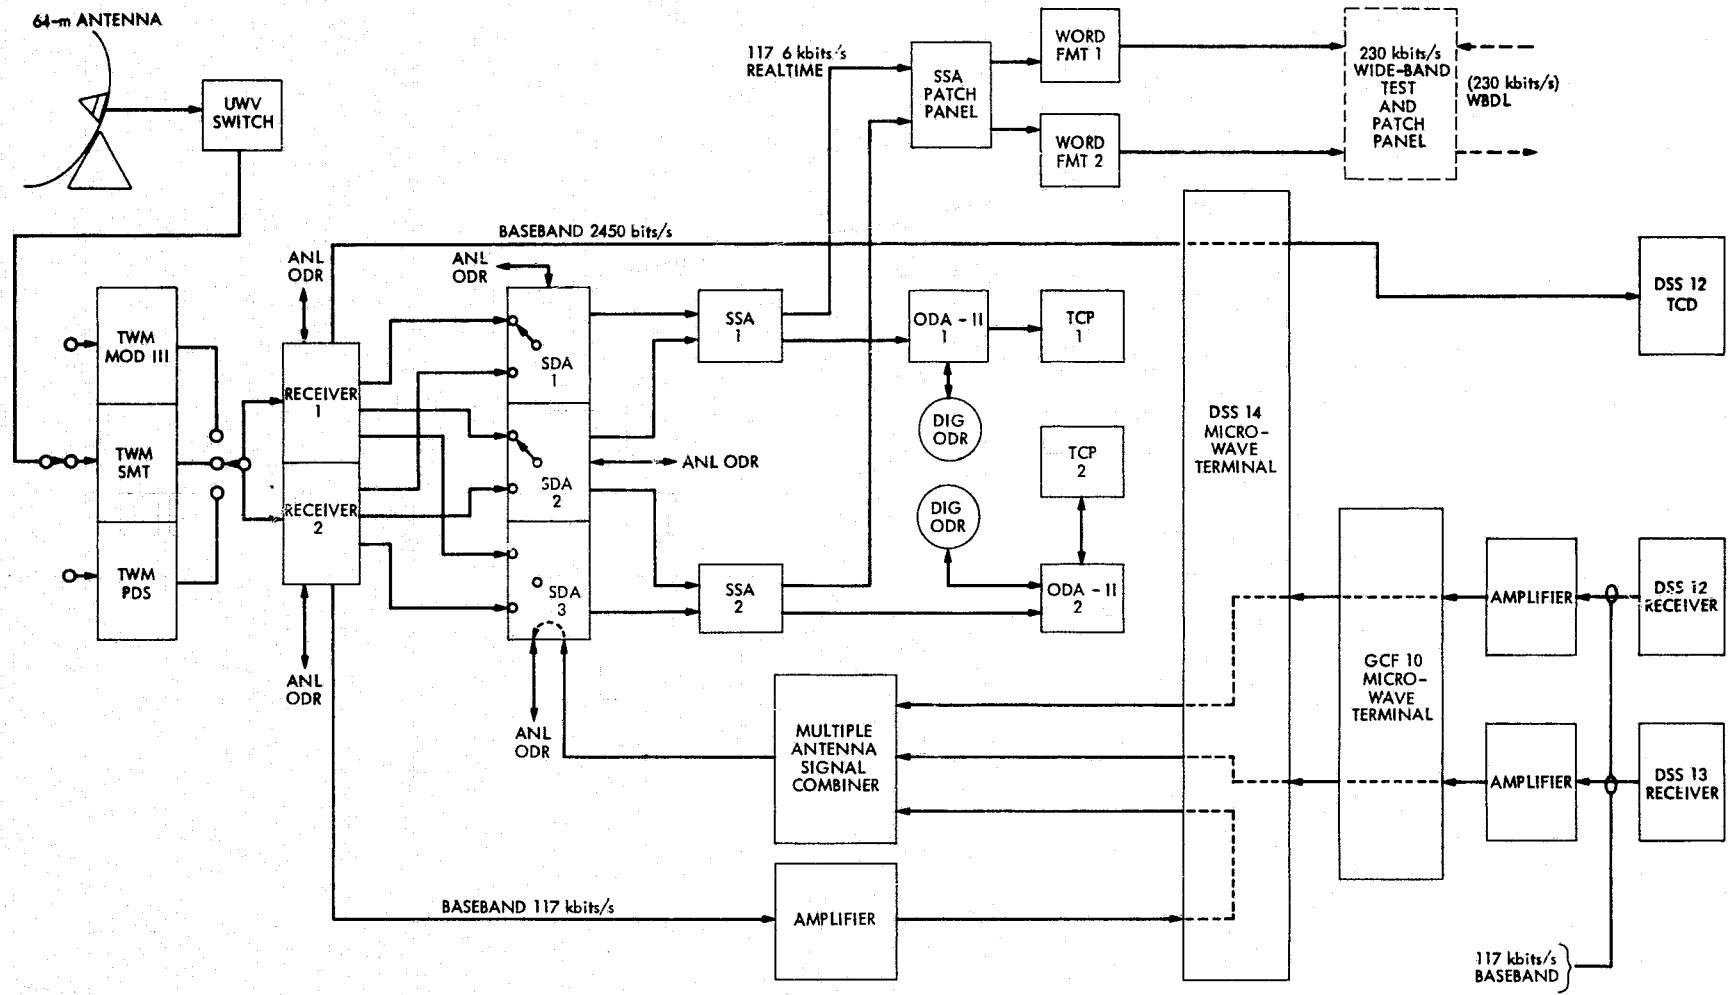 64-m ANTENNA
UWV
SWITCH
117 6 kbits/s
REALTIME
SSA
PATCH
PANEL
WORD
FMT 1
WORD
FMT 2
230 kbits/s
WIDE-BAND
TEST
AND
PATCH
PANEL
(230 kbits/s)
WBDL
BASEBAND 2450 bits/s
ANL
ODR
ANL
ODR
TWM
MOD III
TWM
SMT
TWM
PDS
RECEIVER
1
RECEIVER
2
ANL
ODR
SDA
1
SDA
2
SDA
3
ANL ODR
ANL
ODR
SSA
1
SSA
2
ODA - II
1
TCP
1
DIG
ODR
TCP
2
DIG
ODR
ODA - II
2
DSS 14
MICRO-
WAVE
TERMINAL
DSS 12
TCD
GCF 10
MICRO-
WAVE
TERMINAL
AMPLIFIER
DSS 12
RECEIVER
AMPLIFIER
DSS 13
RECEIVER
MULTIPLE
ANTENNA
SIGNAL
COMBINER
BASEBAND 117 kbits/s
AMPLIFIER
117 kbits/s
BASEBAND